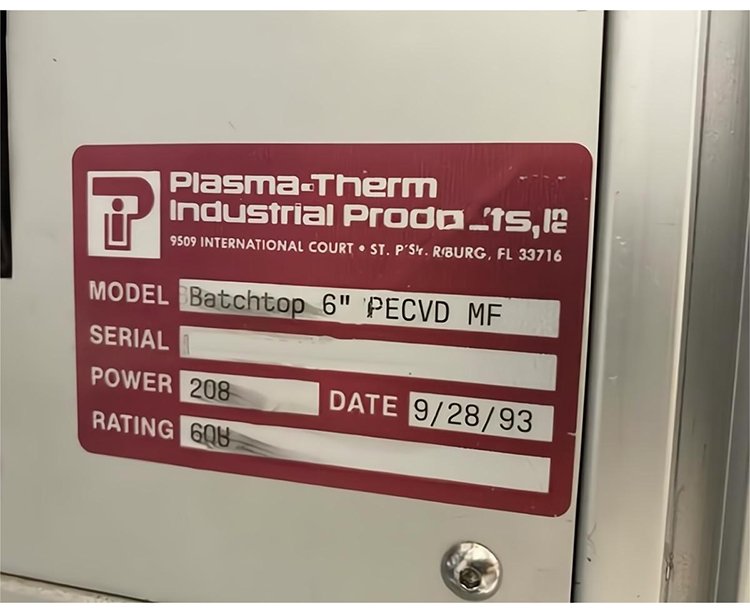 Plasma-Therm
Industrial
9509 INTERNATIONAL COURT • ST. FL 33716
MODEL Batchtop 6" PECVD MF
SERIAL
POWER 208 DATE 9/28/93
RATING